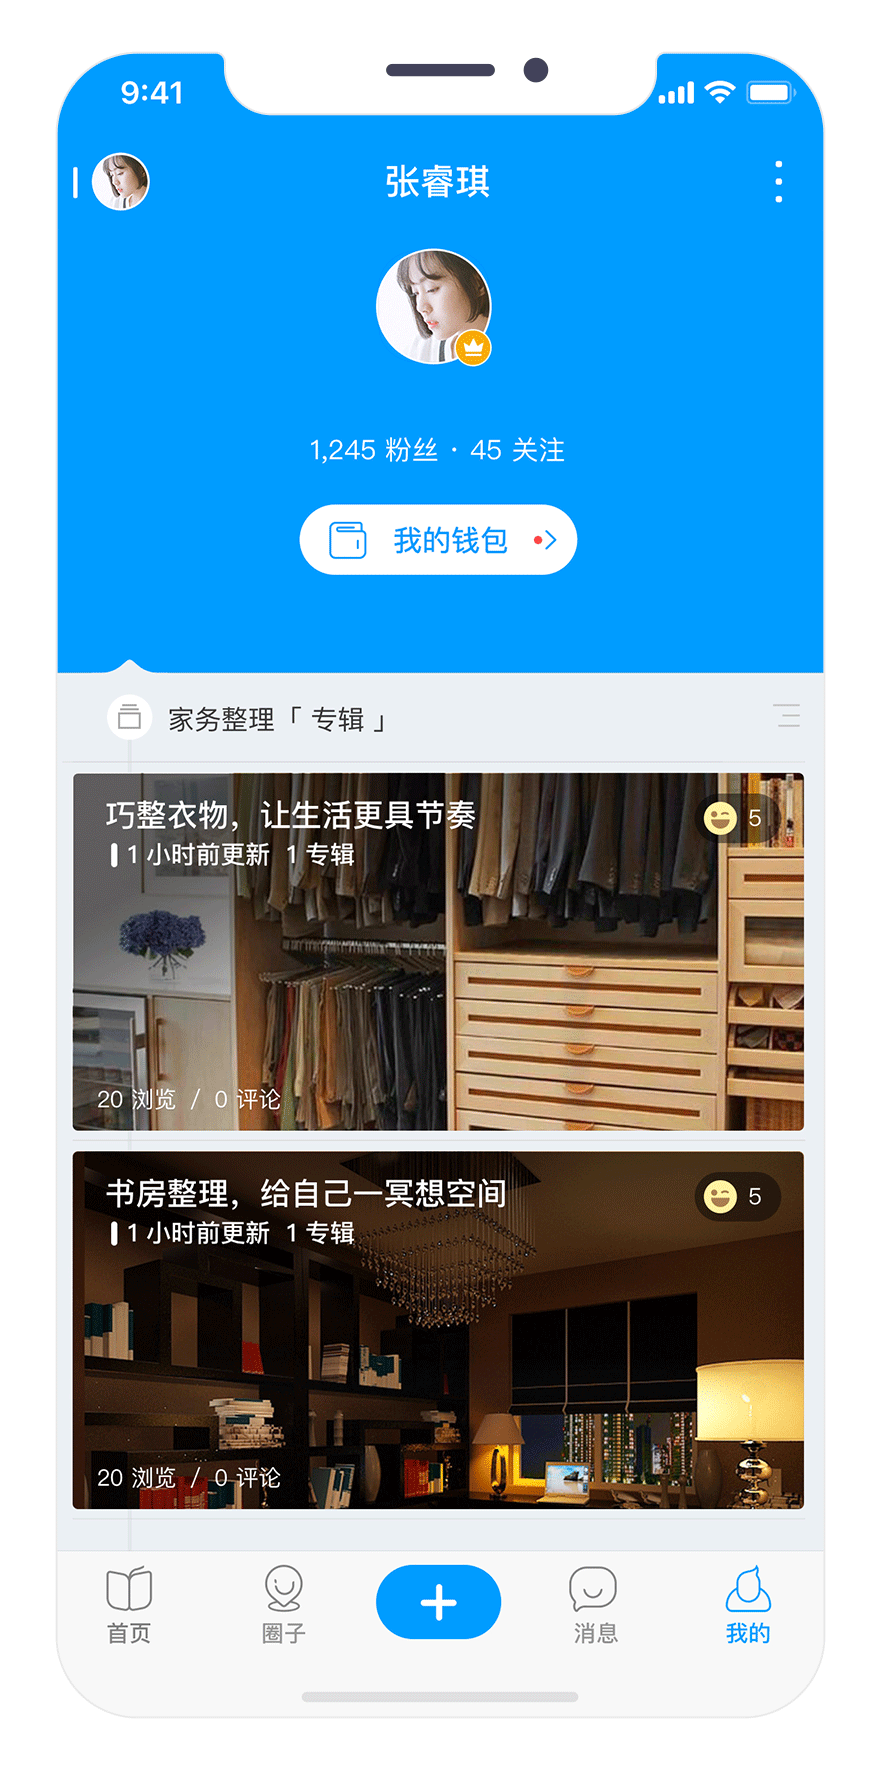 9:41
张睿琪
1,245 粉丝 · 45 关注
我的钱包
家务整理「 专辑 」
巧整衣物，让生活更具节奏
5
1 小时前更新 1 专辑
20 浏览 / 0 评论
书房整理，给自己一冥想空间
5
1 小时前更新 1 专辑
20 浏览 / 0 评论
首页
圈子
消息
我的